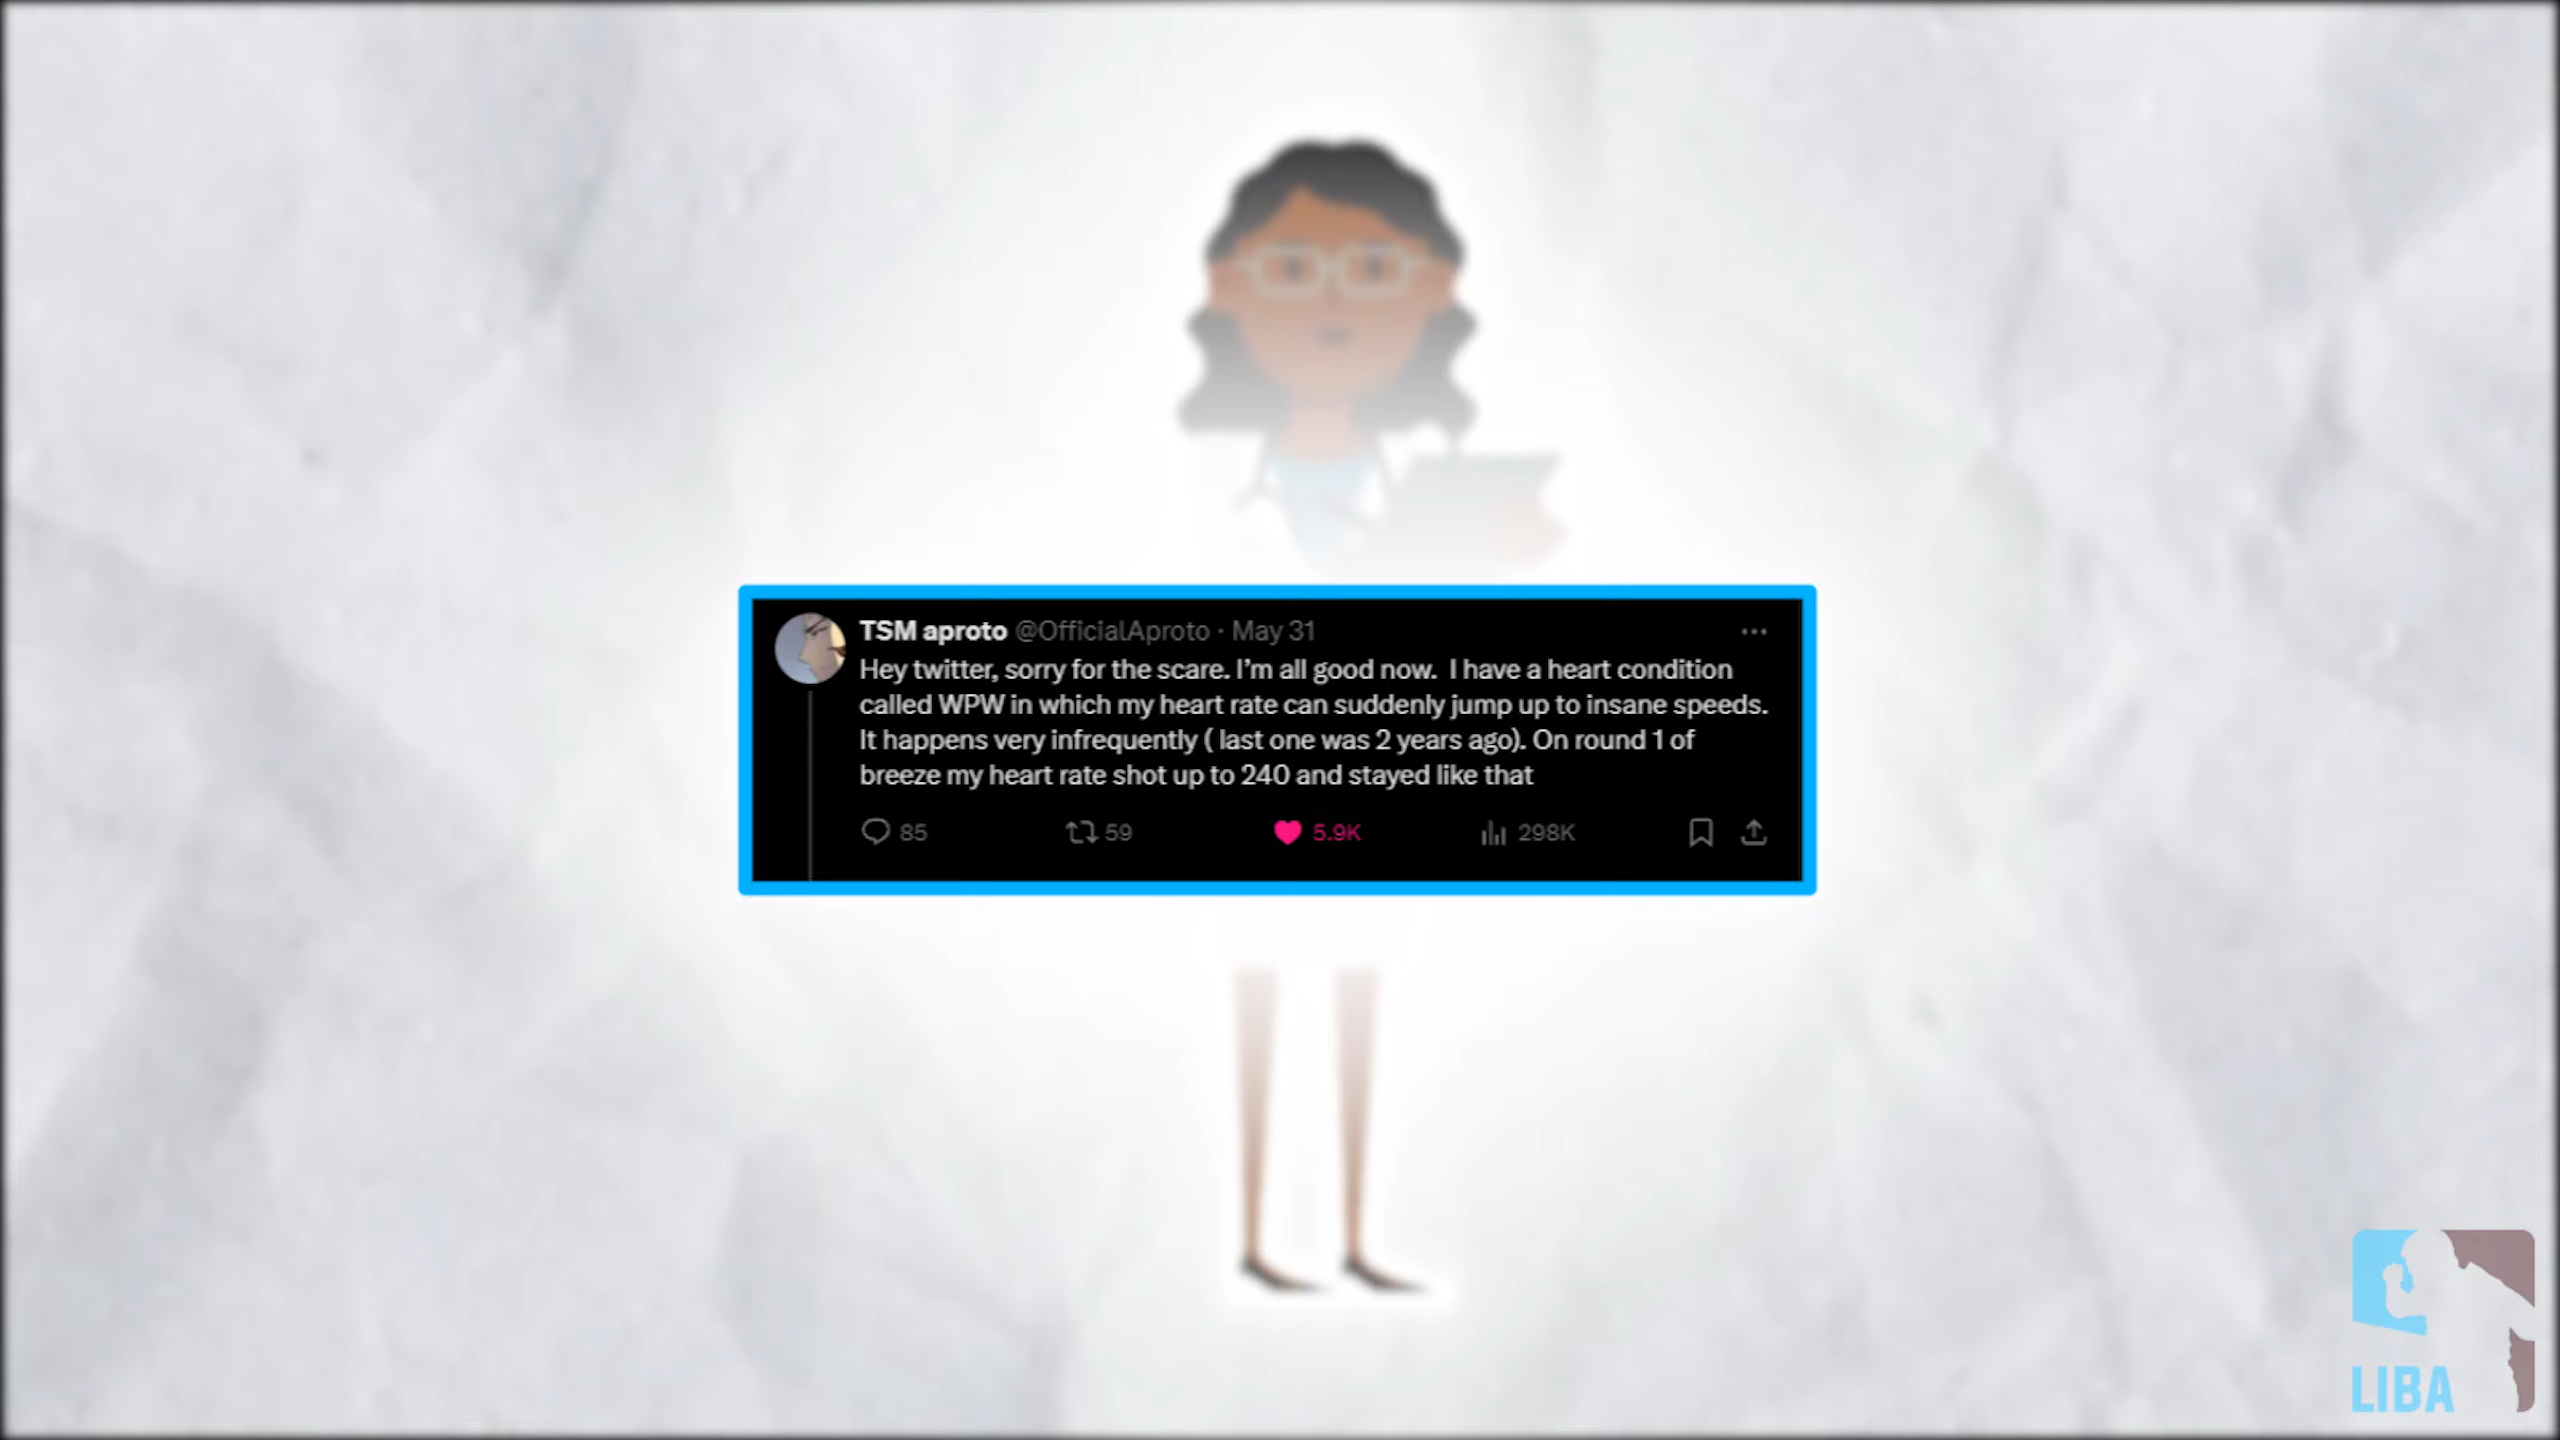 TSM aproto @OfficialAproto · May 31
Hey twitter, sorry for the scare. I’m all good now.  I have a heart condition
called WPW in which my heart rate can suddenly jump up to insane speeds.
It happens very infrequently ( last one was 2 years ago). On round 1 of
breeze my heart rate shot up to 240 and stayed like that
85 59 5.9K 298K
LIBA